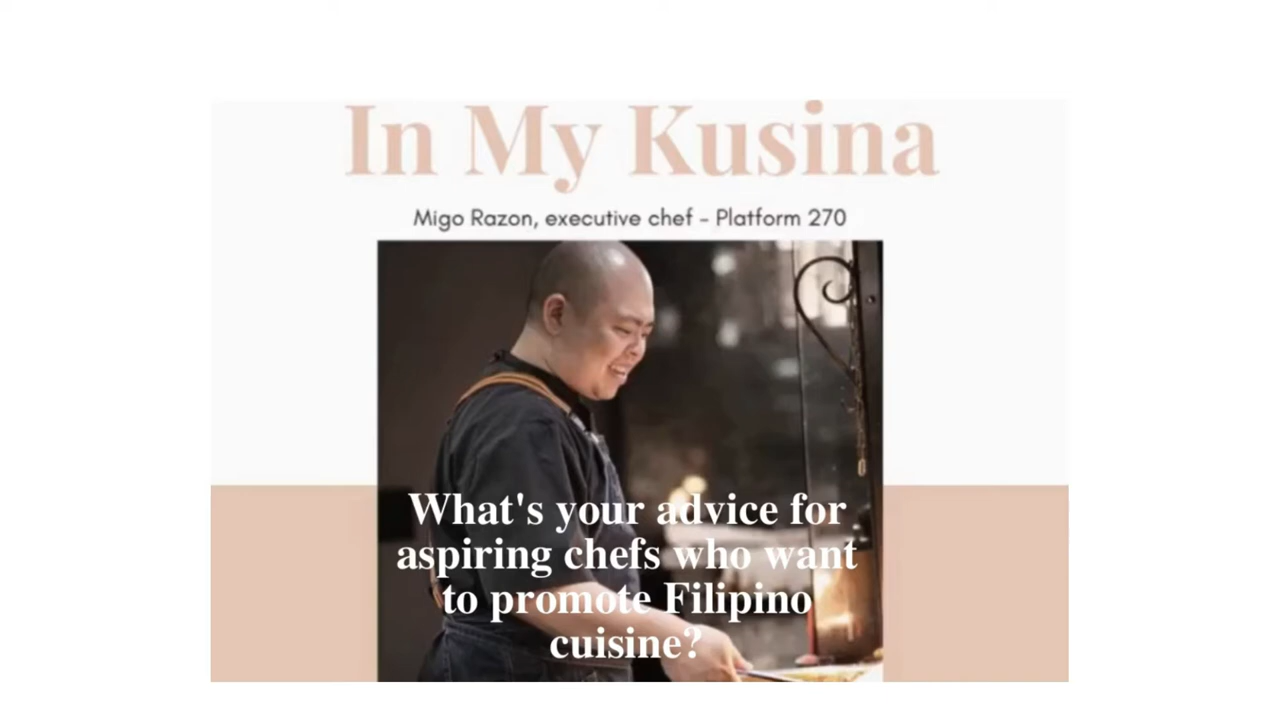 In My Kusina
Migo Razon, executive chef - Platform 270
What's your advice for
aspiring chefs who want
to promote Filipino
cuisine?